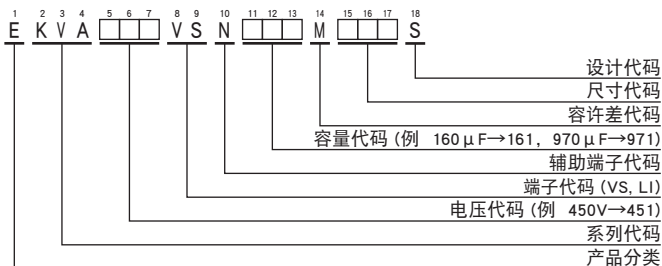 1 2 3 4 5 6 7 8 9 10 11 12 13 14 15 16 17 18
E K V A □□□ V S N □□□ M □□□ S
设计代码
尺寸代码
容许差代码
容量代码 (例 160μF→161, 970μF→971)
辅助端子代码
端子代码 (VS, LI)
电压代码 (例 450V→451)
系列代码
产品分类